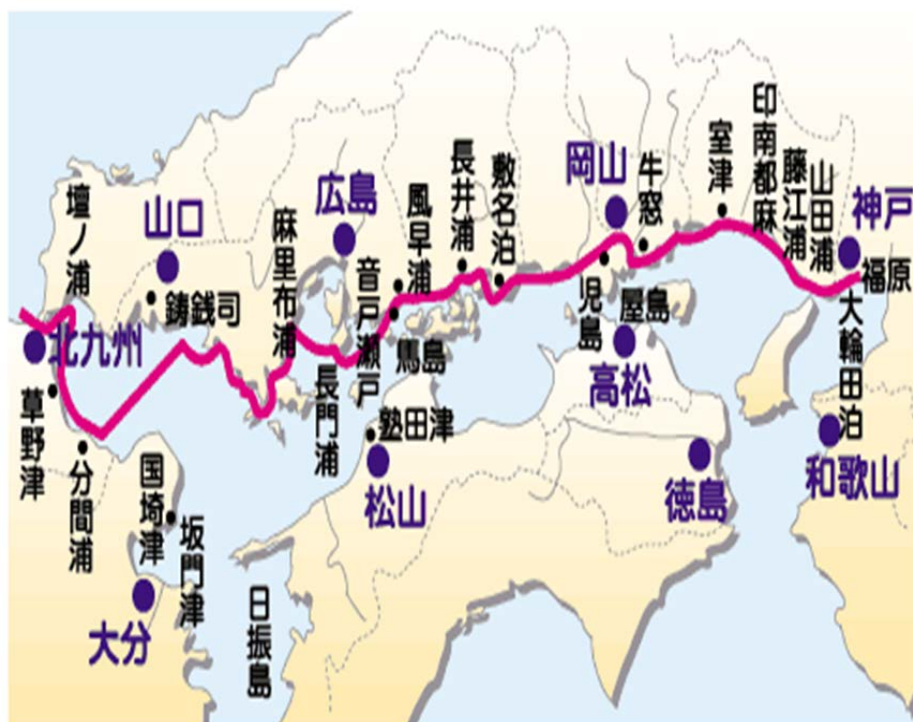 壇ノ浦
山口
鋳銭司
北九州
草野津
分間浦
国埼津
坂門津
大分
日振島
麻里布浦
広島
長門浦
音戸瀬戸
風早浦
馬島
塾田津
松山
長井浦
敷名泊
岡山
児島
牛窓
屋島
高松
徳島
室津
印南都麻
藤江浦
山田浦
神戸
福原
大輪田泊
和歌山